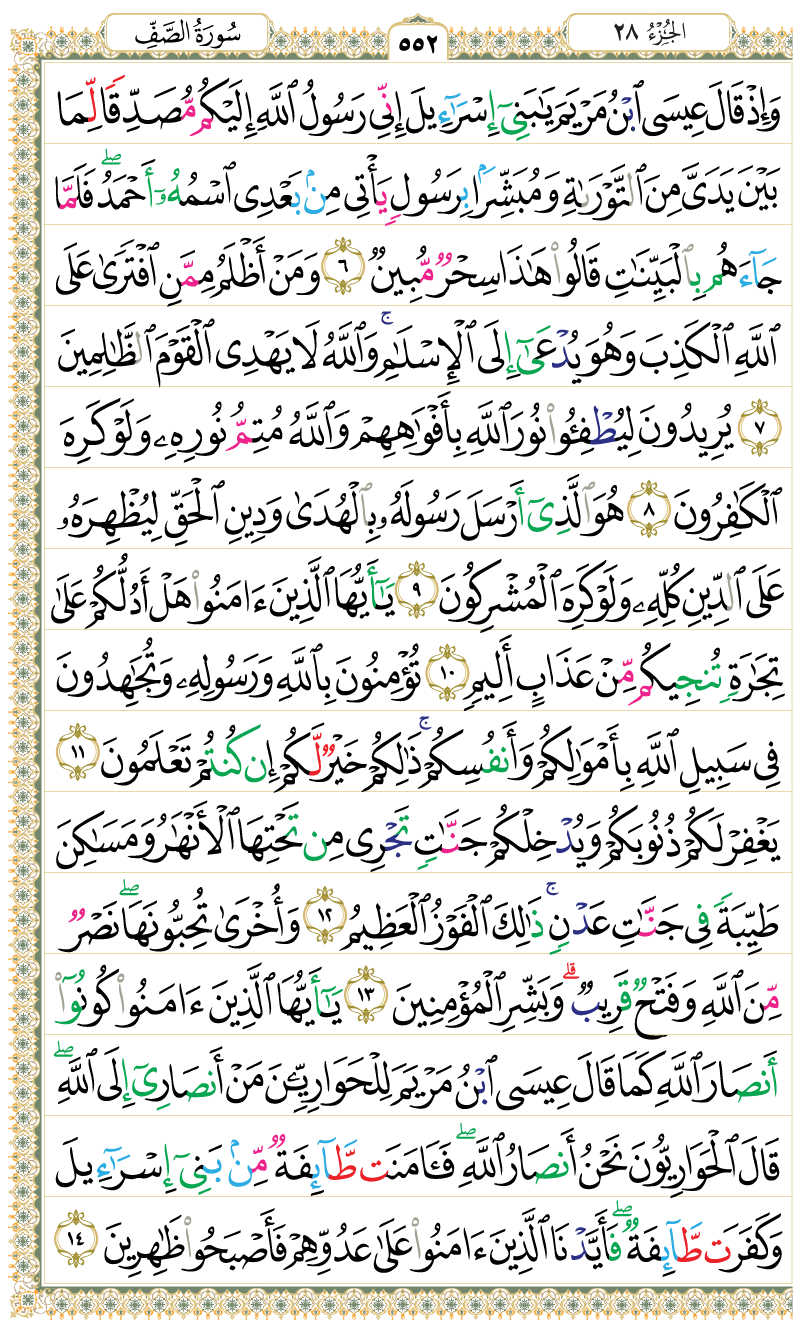 الجُزْءُ ٢٨
٥٥٢
سُورَةُ الصَّفِّ
وَإِذْ قَالَ عِيسَى ٱبْنُ مَرْيَمَ يَٰبَنِىٓ إِسْرَٰٓءِيلَ إِنِّى رَسُولُ ٱللَّهِ إِلَيْكُم مُّصَدِّقًا لِّمَا
بَيْنَ يَدَىَّ مِنَ ٱلتَّوْرَىٰةِ وَمُبَشِّرًۢا بِرَسُولٍ يَأْتِى مِنۢ بَعْدِى ٱسْمُهُۥٓ أَحْمَدُ ۖ فَلَمَّا
جَآءَهُم بِٱلْبَيِّنَٰتِ قَالُوا۟ هَٰذَا سِحْرٌ مُّبِينٌ ٦ وَمَنْ أَظْلَمُ مِمَّنِ ٱفْتَرَىٰ عَلَى
ٱللَّهِ ٱلْكَذِبَ وَهُوَ يُدْعَىٰٓ إِلَى ٱلْإِسْلَٰمِ ۚ وَٱللَّهُ لَا يَهْدِى ٱلْقَوْمَ ٱلظَّٰلِمِينَ
٧ يُرِيدُونَ لِيُطْفِـُٔوا۟ نُورَ ٱللَّهِ بِأَفْوَٰهِهِمْ وَٱللَّهُ مُتِمُّ نُورِهِۦ وَلَوْ كَرِهَ
ٱلْكَٰفِرُونَ ٨ هُوَ ٱلَّذِىٓ أَرْسَلَ رَسُولَهُۥ بِٱلْهُدَىٰ وَدِينِ ٱلْحَقِّ لِيُظْهِرَهُۥ
عَلَى ٱلدِّينِ كُلِّهِۦ وَلَوْ كَرِهَ ٱلْمُشْرِكُونَ ٩ يَٰٓأَيُّهَا ٱلَّذِينَ ءَامَنُوا۟ هَلْ أَدُلُّكُمْ عَلَىٰ
تِجَٰرَةٍ تُنجِيكُم مِّنْ عَذَابٍ أَلِيمٍ ١٠ تُؤْمِنُونَ بِٱللَّهِ وَرَسُولِهِۦ وَتُجَٰهِدُونَ
فِى سَبِيلِ ٱللَّهِ بِأَمْوَٰلِكُمْ وَأَنفُسِكُمْ ۚ ذَٰلِكُمْ خَيْرٌ لَّكُمْ إِن كُنتُمْ تَعْلَمُونَ ١١
يَغْفِرْ لَكُمْ ذُنُوبَكُمْ وَيُدْخِلْكُمْ جَنَّٰتٍ تَجْرِى مِن تَحْتِهَا ٱلْأَنْهَٰرُ وَمَسَٰكِنَ
طَيِّبَةً فِى جَنَّٰتِ عَدْنٍ ۚ ذَٰلِكَ ٱلْفَوْزُ ٱلْعَظِيمُ ١٢ وَأُخْرَىٰ تُحِبُّونَهَا ۖ نَصْرٌ
مِّنَ ٱللَّهِ وَفَتْحٌ قَرِيبٌ ۗ وَبَشِّرِ ٱلْمُؤْمِنِينَ ١٣ يَٰٓأَيُّهَا ٱلَّذِينَ ءَامَنُوا۟ كُونُوٓا۟
أَنصَارَ ٱللَّهِ كَمَا قَالَ عِيسَى ٱبْنُ مَرْيَمَ لِلْحَوَارِيِّـۧنَ مَنْ أَنصَارِىٓ إِلَى ٱللَّهِ ۖ
قَالَ ٱلْحَوَارِيُّونَ نَحْنُ أَنصَارُ ٱللَّهِ ۖ فَـَٔامَنَت طَّآئِفَةٌ مِّنۢ بَنِىٓ إِسْرَٰٓءِيلَ
وَكَفَرَت طَّآئِفَةٌ ۖ فَأَيَّدْنَا ٱلَّذِينَ ءَامَنُوا۟ عَلَىٰ عَدُوِّهِمْ فَأَصْبَحُوا۟ ظَٰهِرِينَ ١٤